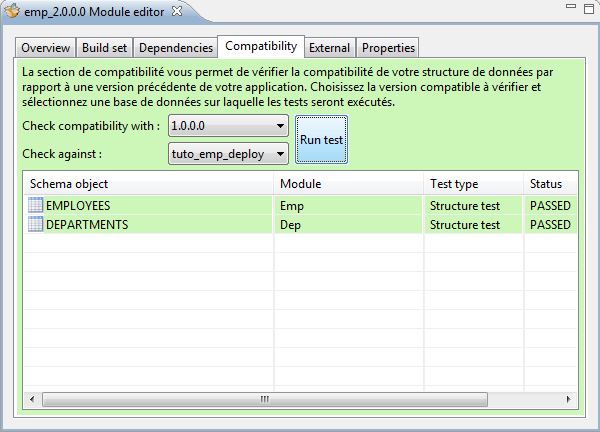 emp_2.0.0.0 Module editor
Overview Build set Dependencies Compatibility External Properties
La section de compatibilité vous permet de vérifier la compatibilité de votre structure de données par
rapport à une version précédente de votre application. Choisissez la version compatible à vérifier et
sélectionnez une base de données sur laquelle les tests seront exécutés.
Check compatibility with : 1.0.0.0
Run test
Check against : tuto_emp_deploy
Schema object Module Test type Status
EMPLOYEES Emp Structure test PASSED
DEPARTMENTS Dep Structure test PASSED